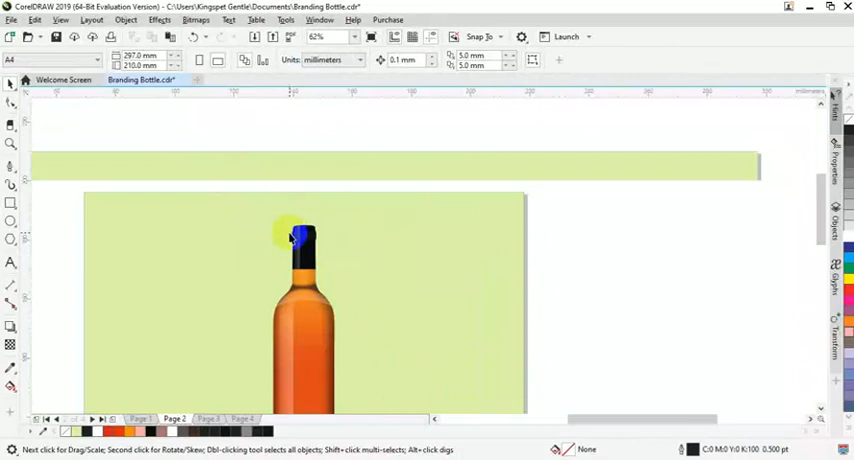 CorelDRAW 2019 (64-Bit Evaluation Version) - C:\Users\Kingspet Gentle\Documents\Branding Bottle.cdr*
File Edit View Layout Object Effects Bitmaps Text Table Tools Window Help Purchase
PDF 62% Snap To Launch
A4 297.0 mm 210.0 mm Units: millimeters 0.1 mm 5.0 mm 5.0 mm
Welcome Screen Branding Bottle.cdr*
millimeters
Hints
Properties
Objects
Glyphs
Transform
Page 1 Page 2 Page 3 Page 4
Next click for Drag/Scale; Second click for Rotate/Skew; Dbl-clicking tool selects all objects; Shift+click multi-selects; Alt+click digs None C:0 M:0 Y:0 K:100 0.500 pt